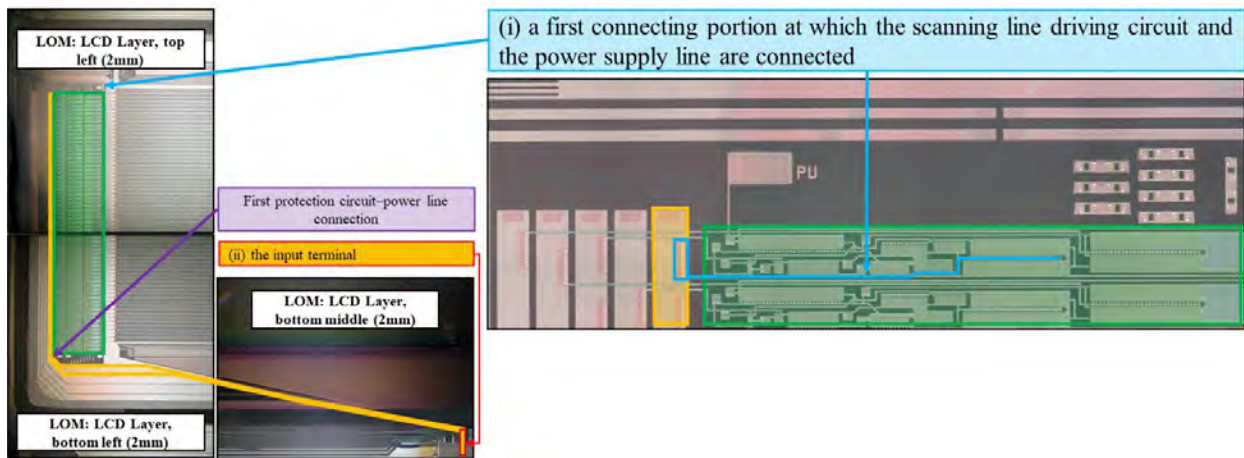 LOM: LCD Layer, top
left (2mm)
(i) a first connecting portion at which the scanning line driving circuit and
the power supply line are connected
PU
First protection circuit–power line
connection
(ii) the input terminal
LOM: LCD Layer,
bottom middle (2mm)
LOM: LCD Layer,
bottom left (2mm)